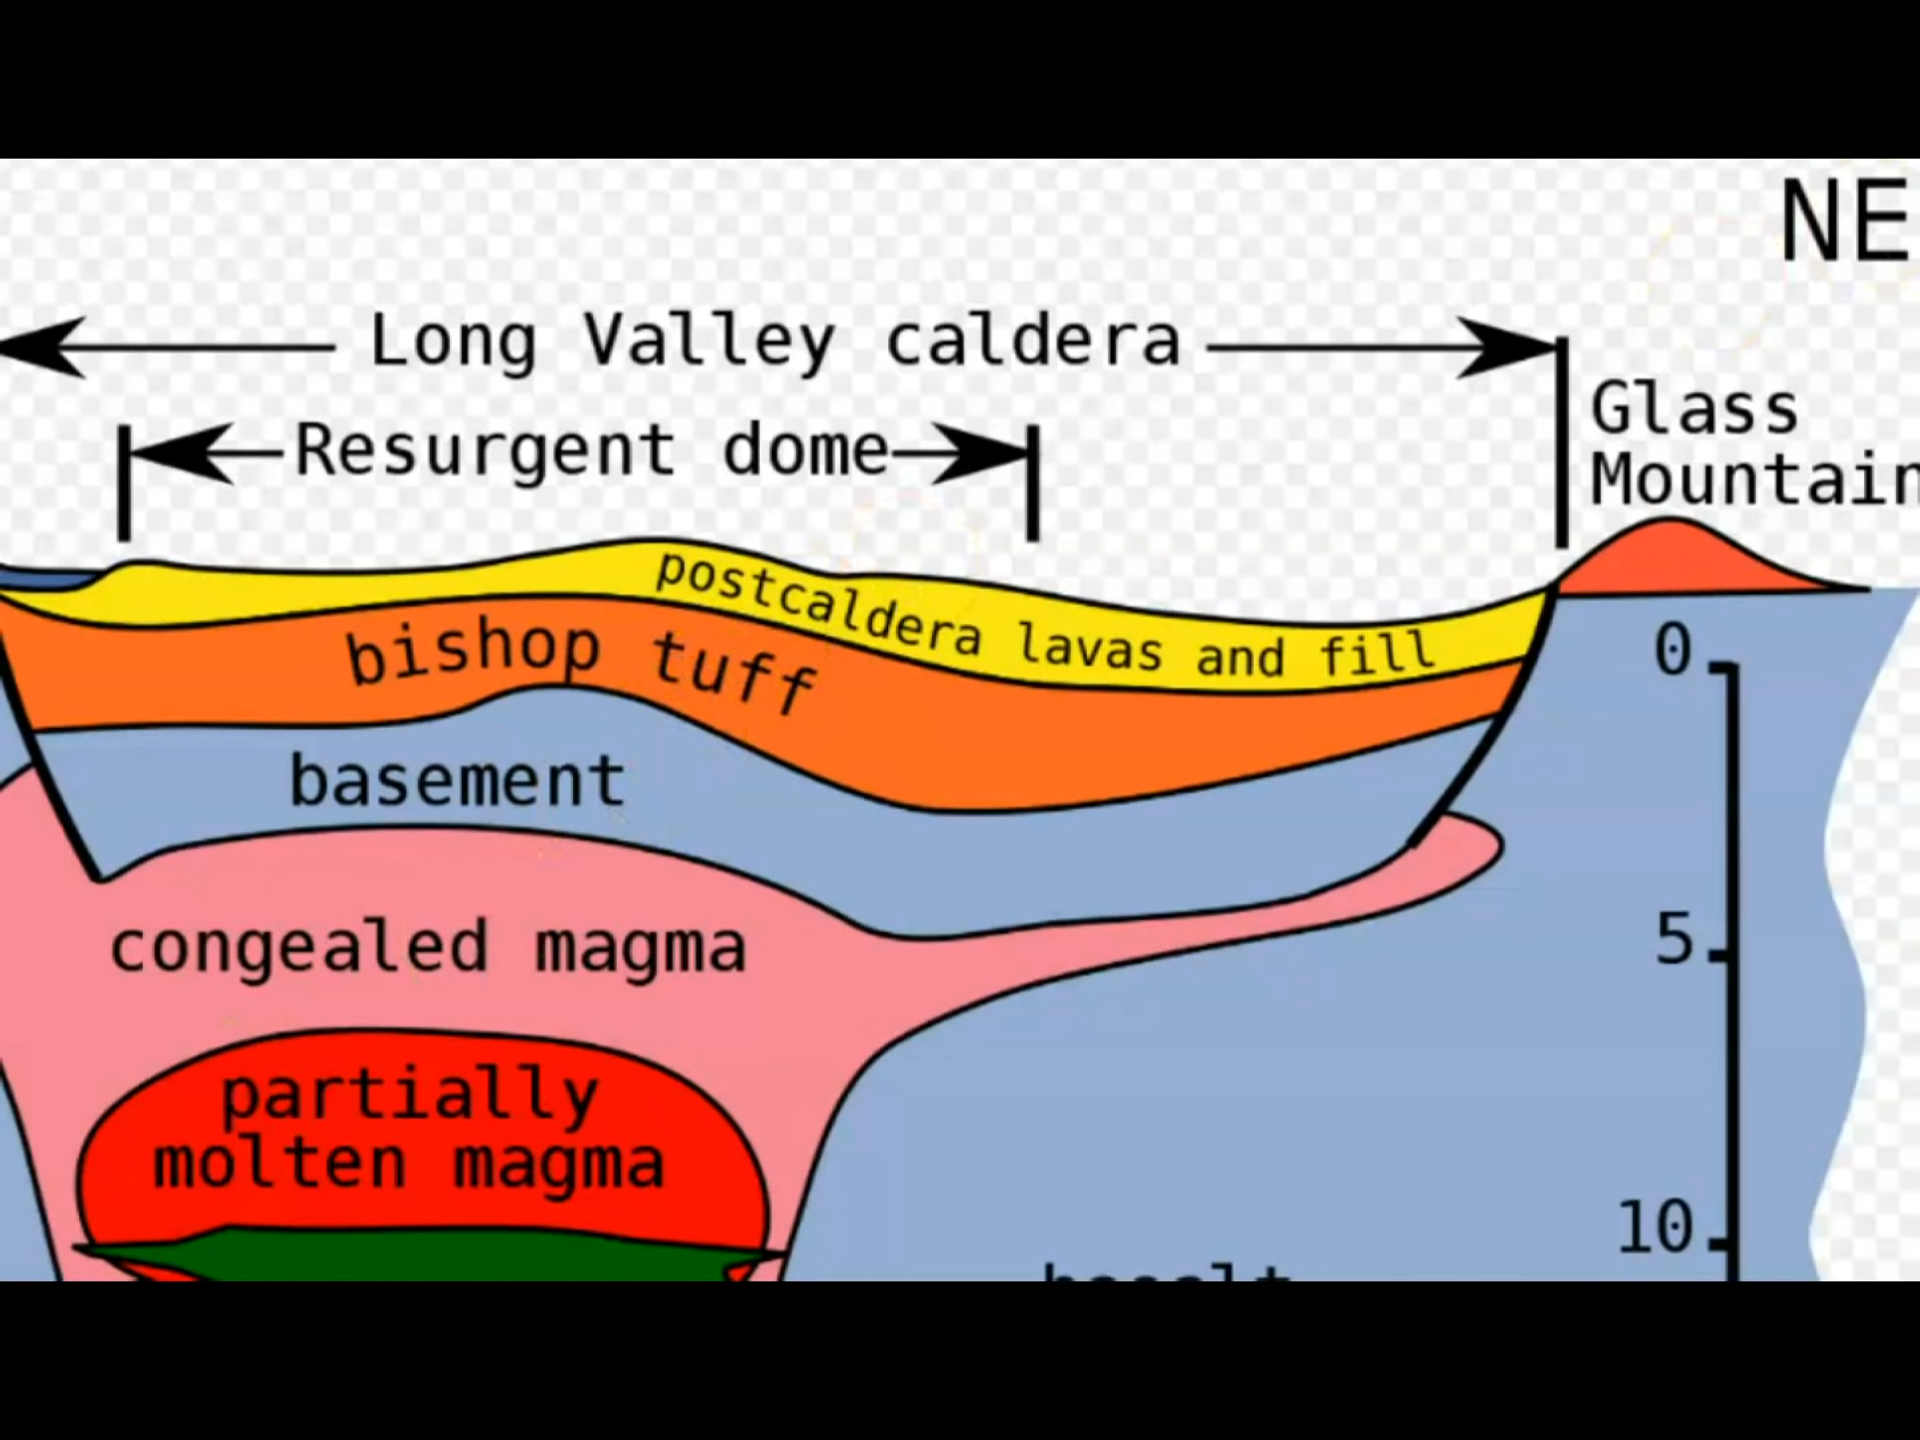 NE
Long Valley caldera
Glass
Mountain
Resurgent dome
postcaldera lavas and fill
bishop tuff
0
basement
congealed magma
5
partially
molten magma
10